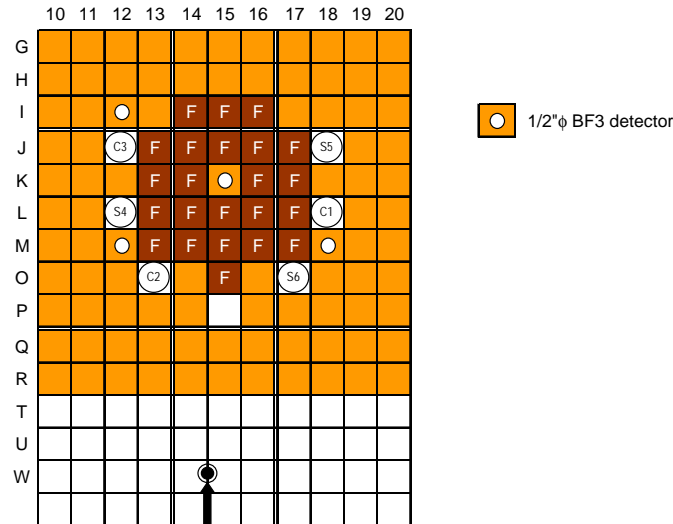 10 11 12 13 14 15 16 17 18 19 20
G
H
I F F F
J C3 F F F F F S5
K F F F F
L S4 F F F F F C1
M F F F F F
O C2 F S6
P
Q
R
T
U
W
1/2"ϕ BF3 detector